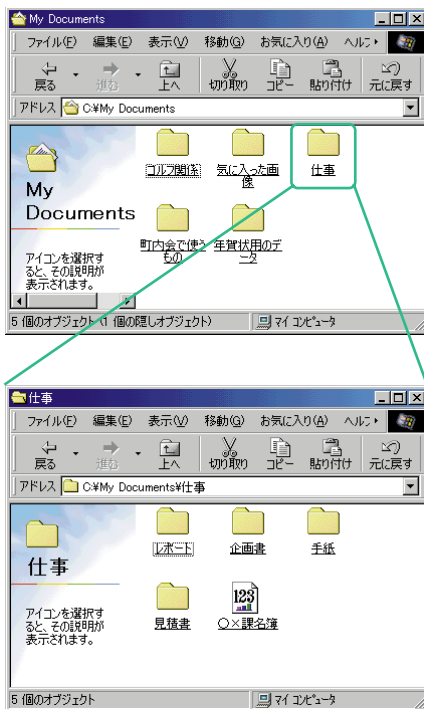 My Documents
ファイル(F) 編集(E) 表示(V) 移動(G) お気に入り(A) ヘル
戻る 進む 上へ 切り取り コピー 貼り付け 元に戻す
アドレス C:¥My Documents
My
Documents
アイコンを選択す
ると、その説明が
表示されます。
ゴルフ関係 気に入った画
像 仕事
町内会で使う
もの 年賀状用のデ
ータ
5 個のオブジェクト (1 個の隠しオブジェクト) マイ コンピュータ
仕事
ファイル(F) 編集(E) 表示(V) 移動(G) お気に入り(A) ヘル
戻る 進む 上へ 切り取り コピー 貼り付け 元に戻す
アドレス C:¥My Documents¥仕事
仕事
アイコンを選択す
ると、その説明が
表示されます。
レポート 企画書 手紙
123
見積書 〇×課名簿
5 個のオブジェクト マイ コンピュータ